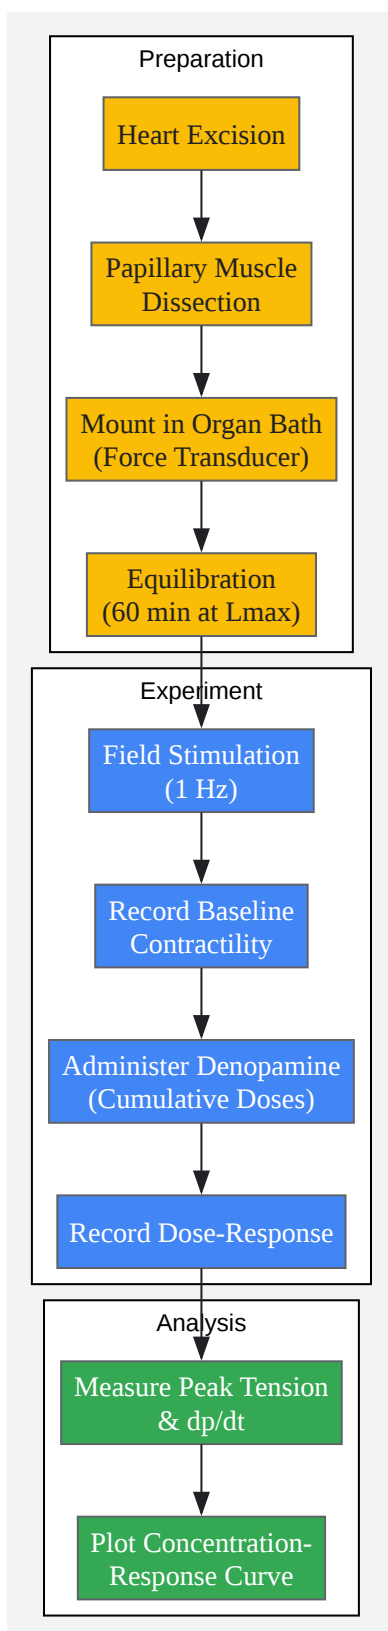 Preparation
Heart Excision
Papillary Muscle
Dissection
Mount in Organ Bath
(Force Transducer)
Equilibration
(60 min at Lmax)
Experiment
Field Stimulation
(1 Hz)
Record Baseline
Contractility
Administer Denopamine
(Cumulative Doses)
Record Dose-Response
Analysis
Measure Peak Tension
& dp/dt
Plot Concentration-
Response Curve